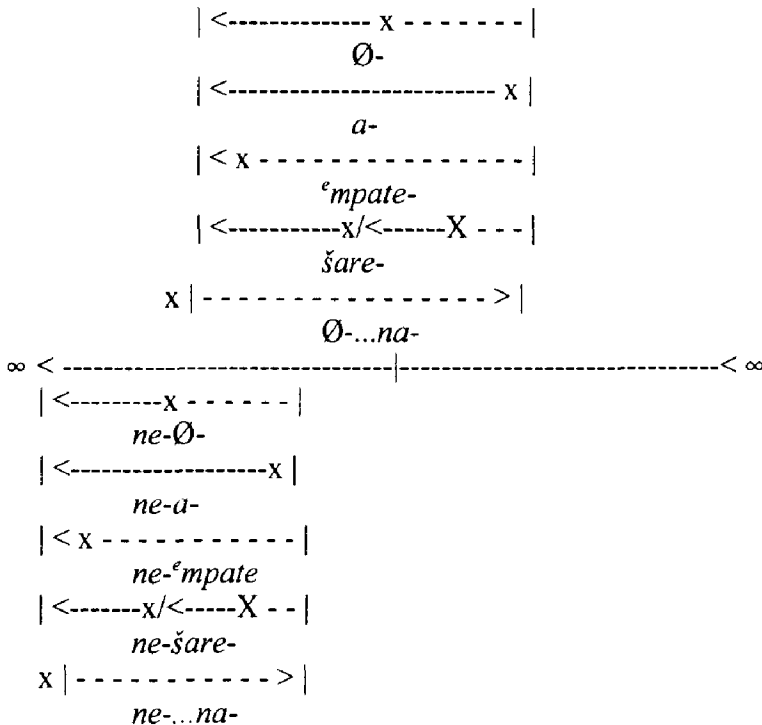 |<------------- x - - - - - - -|
Ø-
|<------------------------- x |
a-
|< x - - - - - - - - - - - - - -|
ᵉmpate-
|<-----------x/<------X - - -|
šare-
x |- - - - - - - - - - - - - - >|
Ø-...na-
∞ < ---------------------------------|--------------------------------< ∞
|<---------x - - - - - -|
ne-Ø-
|<------------------x |
ne-a-
|< x - - - - - - - - - - -|
ne-ᵉmpate
|<------x/<-----X - -|
ne-šare-
x |- - - - - - - - - - - >|
ne-...na-